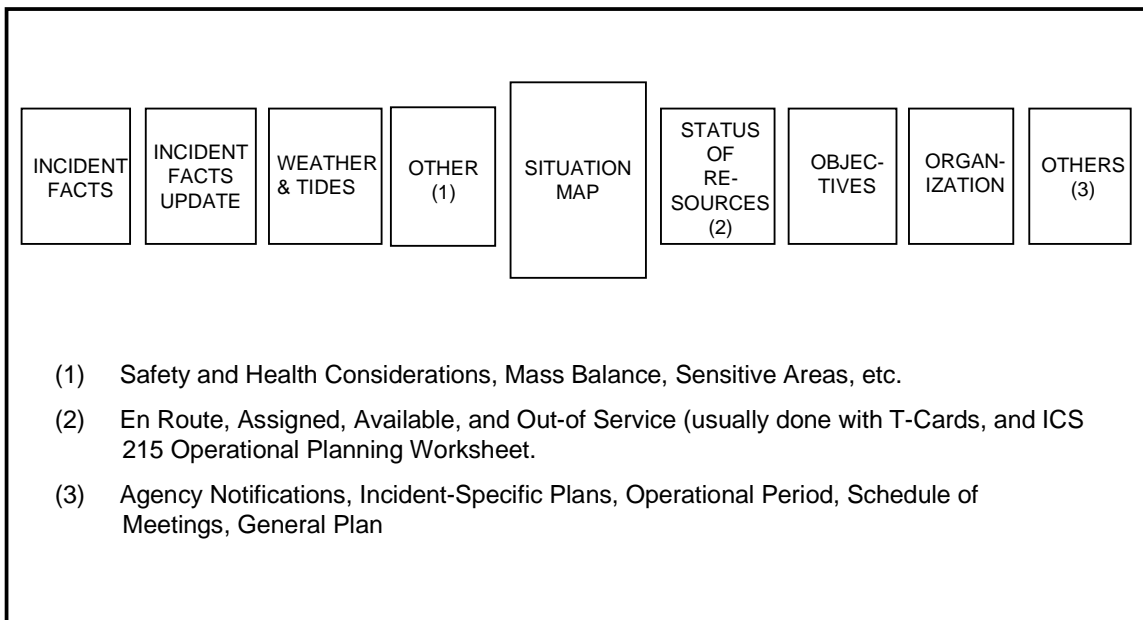 INCIDENT
FACTS
INCIDENT
FACTS
UPDATE
WEATHER
& TIDES
OTHER
(1)
SITUATION
MAP
STATUS
OF
RE-
SOURCES
(2)
OBJEC-
TIVES
ORGAN-
IZATION
OTHERS
(3)
(1) Safety and Health Considerations, Mass Balance, Sensitive Areas, etc.
(2) En Route, Assigned, Available, and Out-of Service (usually done with T-Cards, and ICS
215 Operational Planning Worksheet.
(3) Agency Notifications, Incident-Specific Plans, Operational Period, Schedule of
Meetings, General Plan